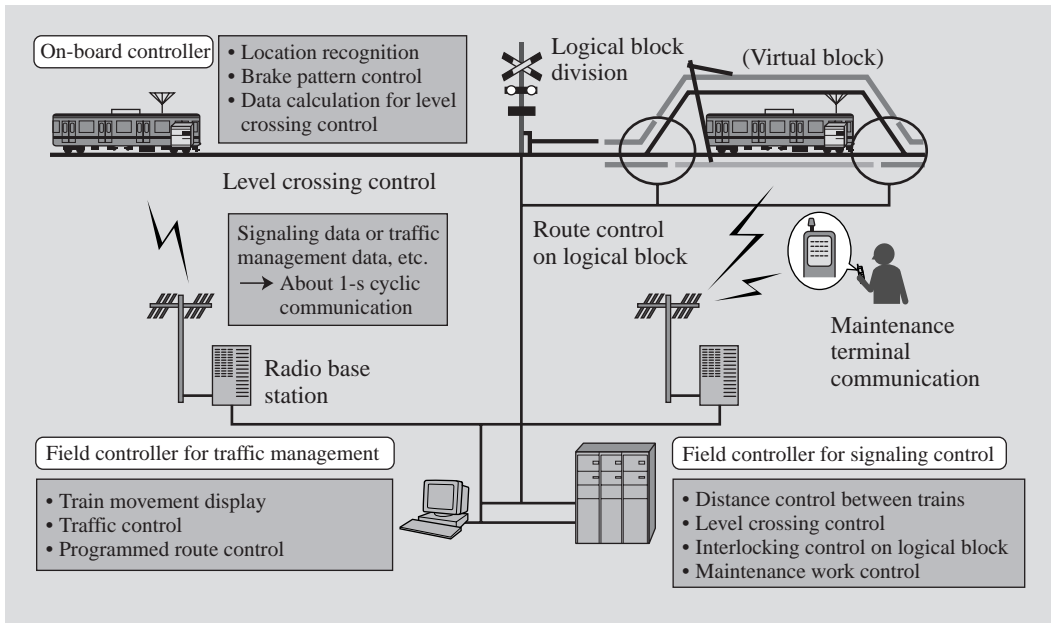 On-board controller
• Location recognition
• Brake pattern control
• Data calculation for level
crossing control
Logical block
division
(Virtual block)
Level crossing control
Signaling data or traffic
management data, etc.
→ About 1-s cyclic
communication
Route control
on logical block
Radio base
station
Maintenance
terminal
communication
Field controller for traffic management
• Train movement display
• Traffic control
• Programmed route control
Field controller for signaling control
• Distance control between trains
• Level crossing control
• Interlocking control on logical block
• Maintenance work control